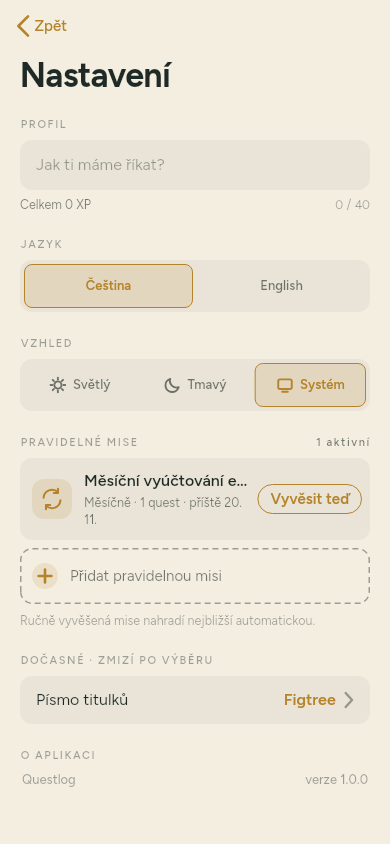 Zpět
Nastavení
PROFIL
Jak ti máme říkat?
Celkem 0 XP
0 / 40
JAZYK
Čeština
English
VZHLED
Světlý
Tmavý
Systém
PRAVIDELNÉ MISE
1 aktivní
Měsíční vyúčtování e…
Měsíčně · 1 quest · příště 20.
11.
Vyvěsit teď
Přidat pravidelnou misi
Ručně vyvěšená mise nahradí nejbližší automatickou.
DOČASNÉ · ZMIZÍ PO VÝBĚRU
Písmo titulků
Figtree
O APLIKACI
Questlog
verze 1.0.0